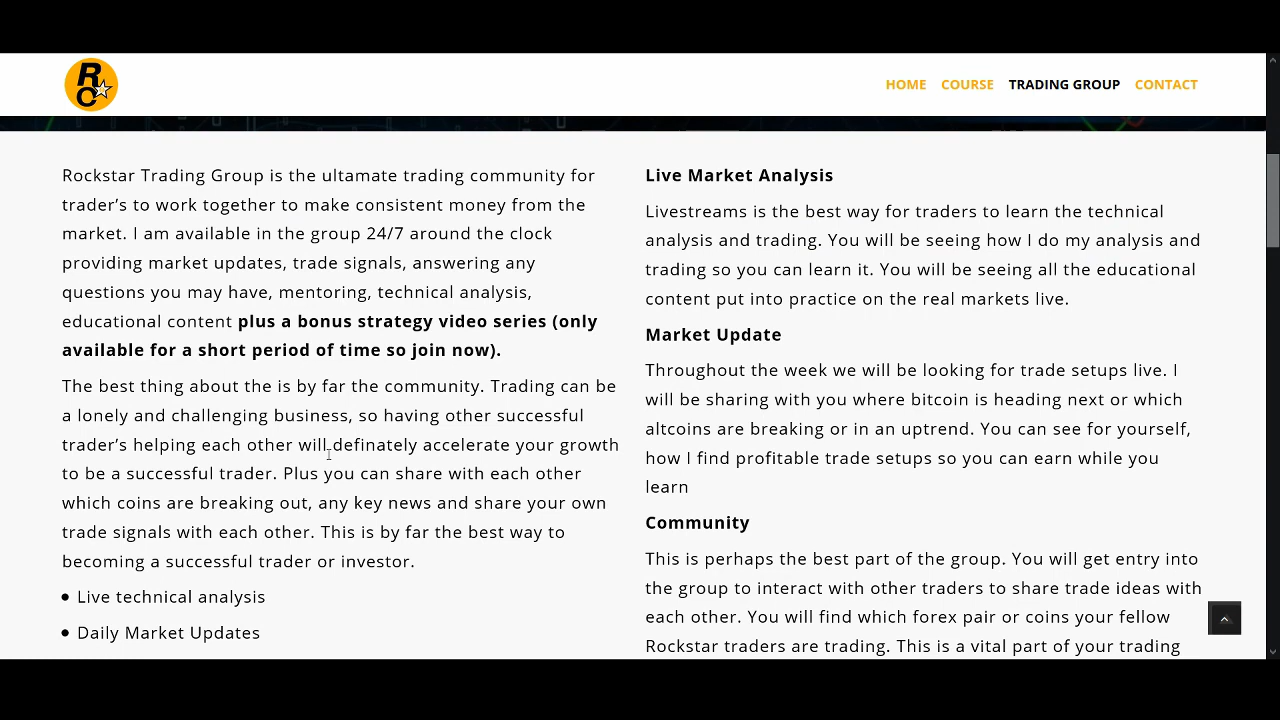 RC
HOME COURSE TRADING GROUP CONTACT
Rockstar Trading Group is the ultamate trading community for
trader’s to work together to make consistent money from the
market. I am available in the group 24/7 around the clock
providing market updates, trade signals, answering any
questions you may have, mentoring, technical analysis,
educational content plus a bonus strategy video series (only
available for a short period of time so join now).
The best thing about the is by far the community. Trading can be
a lonely and challenging business, so having other successful
trader’s helping each other will definately accelerate your growth
to be a successful trader. Plus you can share with each other
which coins are breaking out, any key news and share your own
trade signals with each other. This is by far the best way to
becoming a successful trader or investor.
• Live technical analysis
• Daily Market Updates
Live Market Analysis
Livestreams is the best way for traders to learn the technical
analysis and trading. You will be seeing how I do my analysis and
trading so you can learn it. You will be seeing all the educational
content put into practice on the real markets live.
Market Update
Throughout the week we will be looking for trade setups live. I
will be sharing with you where bitcoin is heading next or which
altcoins are breaking or in an uptrend. You can see for yourself,
how I find profitable trade setups so you can earn while you
learn
Community
This is perhaps the best part of the group. You will get entry into
the group to interact with other traders to share trade ideas with
each other. You will find which forex pair or coins your fellow
Rockstar traders are trading. This is a vital part of your trading